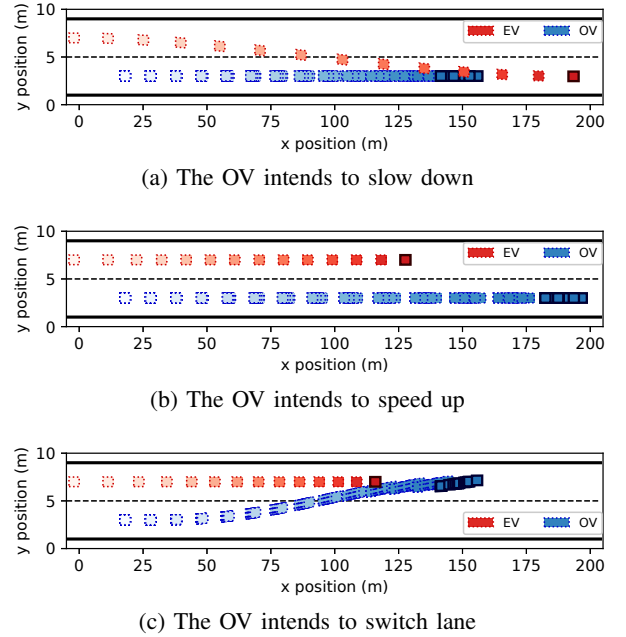 10
EV OV
5
0
y position (m)
0 25 50 75 100 125 150 175 200
x position (m)
(a) The OV intends to slow down
10
EV OV
5
0
y position (m)
0 25 50 75 100 125 150 175 200
x position (m)
(b) The OV intends to speed up
10
5
EV OV
0
y position (m)
0 25 50 75 100 125 150 175 200
x position (m)
(c) The OV intends to switch lane